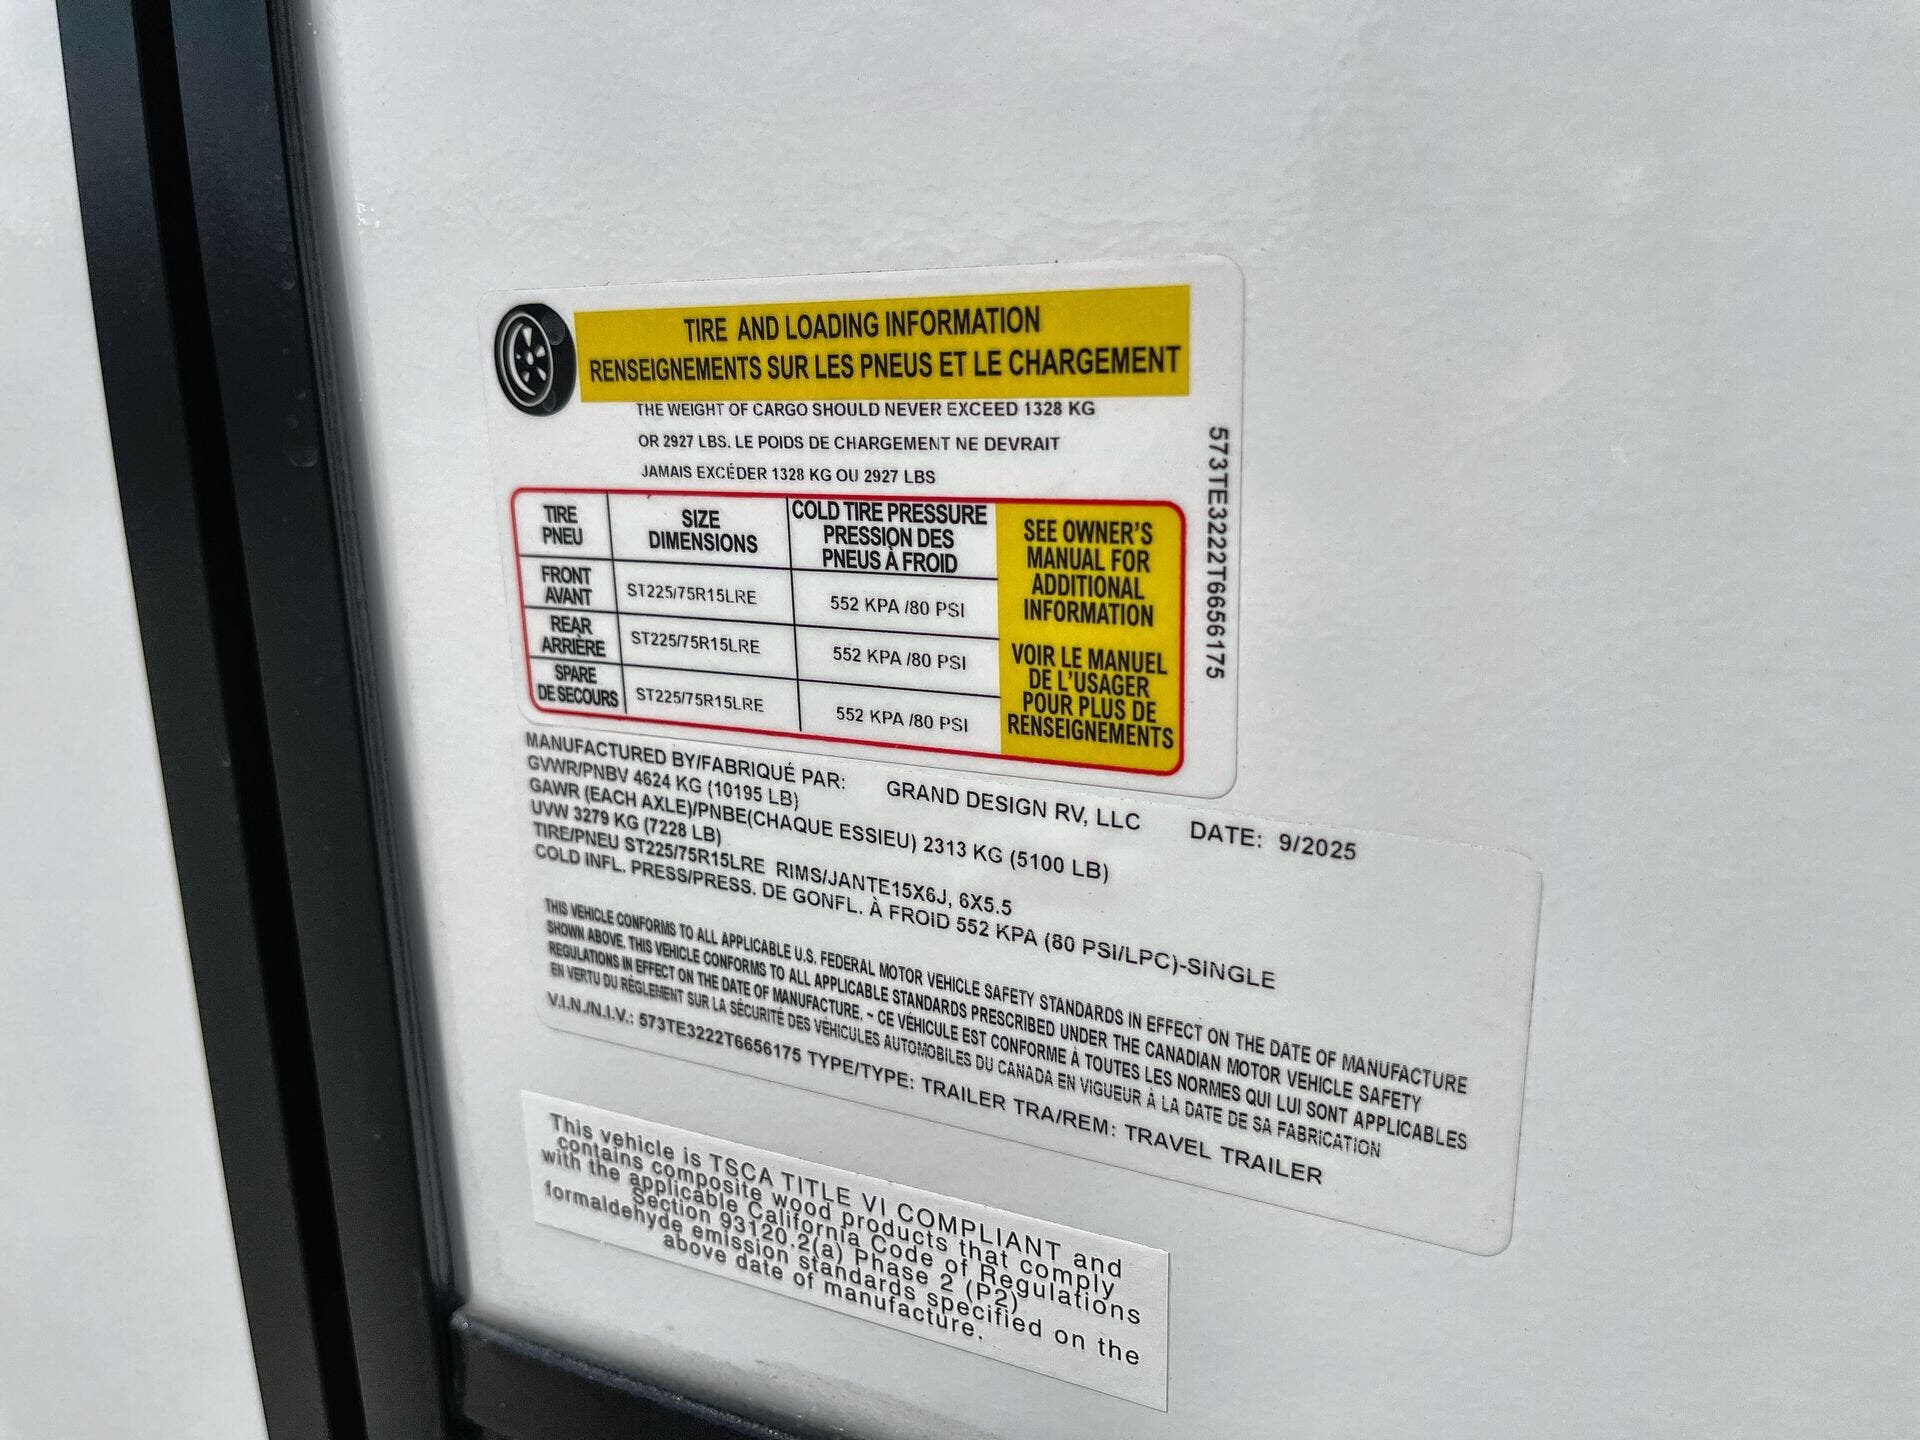 TIRE AND LOADING INFORMATION
RENSEIGNEMENTS SUR LES PNEUS ET LE CHARGEMENT
THE WEIGHT OF CARGO SHOULD NEVER EXCEED 1328 KG
OR 2927 LBS. LE POIDS DE CHARGEMENT NE DEVRAIT
JAMAIS EXCÉDER 1328 KG OU 2927 LBS
TIRE
PNEU
SIZE
DIMENSIONS
COLD TIRE PRESSURE
PRESSION DES
PNEUS À FROID
FRONT
AVANT
ST225/75R15LRE
552 KPA /80 PSI
REAR
ARRIÈRE
ST225/75R15LRE
552 KPA /80 PSI
SPARE
DE SECOURS
ST225/75R15LRE
552 KPA /80 PSI
SEE OWNER'S
MANUAL FOR
ADDITIONAL
INFORMATION
VOIR LE MANUEL
DE L'USAGER
POUR PLUS DE
RENSEIGNEMENTS
573TE3222T6656175
MANUFACTURED BY/FABRIQUÉ PAR: GRAND DESIGN RV, LLC DATE: 9/2025
GVWR/PNBV 4624 KG (10195 LB)
GAWR (EACH AXLE)/PNBE(CHAQUE ESSIEU) 2313 KG (5100 LB)
UVW 3279 KG (7228 LB)
TIRE/PNEU ST225/75R15LRE RIMS/JANTE15X6J, 6X5.5
COLD INFL. PRESS/PRESS. DE GONFL. À FROID 552 KPA (80 PSI/LPC)-SINGLE
THIS VEHICLE CONFORMS TO ALL APPLICABLE U.S. FEDERAL MOTOR VEHICLE SAFETY STANDARDS IN EFFECT ON THE DATE OF MANUFACTURE
SHOWN ABOVE. THIS VEHICLE CONFORMS TO ALL APPLICABLE STANDARDS PRESCRIBED UNDER THE CANADIAN MOTOR VEHICLE SAFETY
REGULATIONS IN EFFECT ON THE DATE OF MANUFACTURE. ~ CE VÉHICULE EST CONFORME À TOUTES LES NORMES QUI LUI SONT APPLICABLES
EN VERTU DU RÈGLEMENT SUR LA SÉCURITÉ DES VÉHICULES AUTOMOBILES DU CANADA EN VIGUEUR À LA DATE DE SA FABRICATION
V.I.N./N.I.V.: 573TE3222T6656175 TYPE/TYPE: TRAILER TRA/REM: TRAVEL TRAILER
This vehicle is TSCA TITLE VI COMPLIANT and
contains composite wood products that comply
with the applicable California Code of Regulations
Section 93120.2(a) Phase 2 (P2)
formaldehyde emission standards specified on the
above date of manufacture.